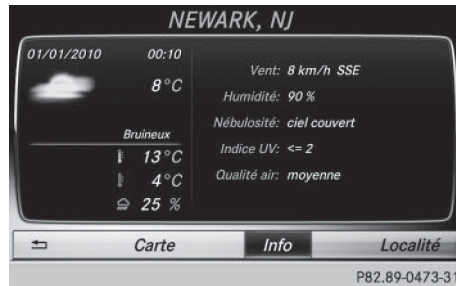 NEWARK, NJ
01/01/2010 00:10
8°C
Bruineux
13°C
4°C
25 %
Vent: 8 km/h SSE
Humidité: 90 %
Nébulosité: ciel couvert
Indice UV: <= 2
Qualité air: moyenne
Carte Info Localité
P82.89-0473-31